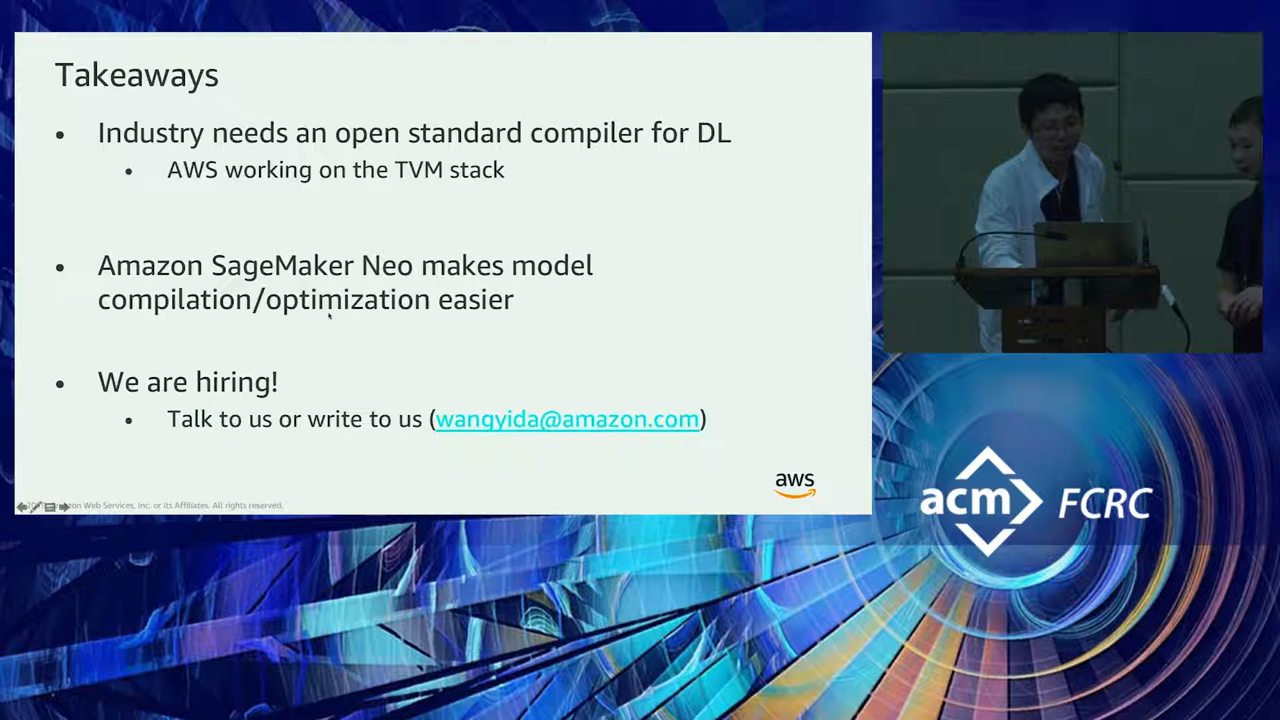 Takeaways
• Industry needs an open standard compiler for DL
• AWS working on the TVM stack
• Amazon SageMaker Neo makes model
compilation/optimization easier
• We are hiring!
• Talk to us or write to us (wangyida@amazon.com)
aws
Amazon Web Services, Inc. or its Affiliates. All rights reserved.
acm FCRC